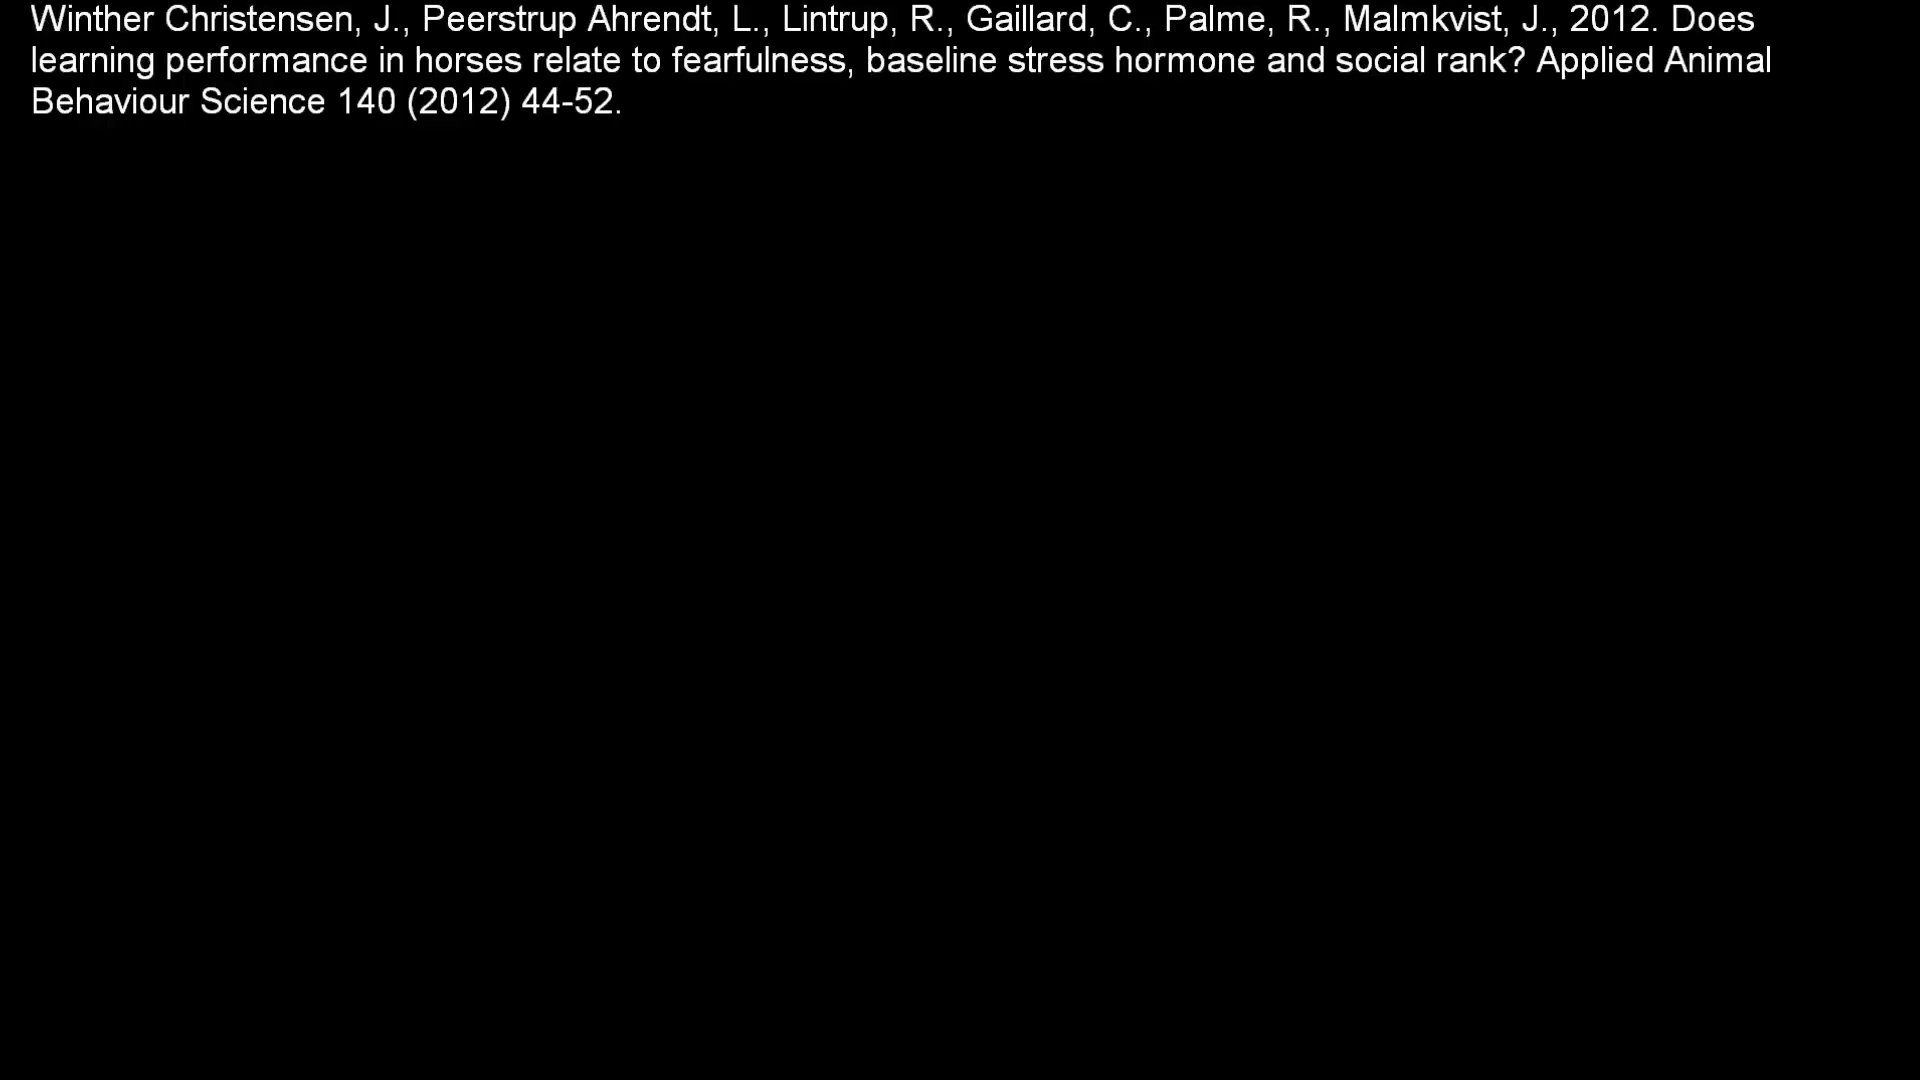 Winther Christensen, J., Peerstrup Ahrendt, L., Lintrup, R., Gaillard, C., Palme, R., Malmkvist, J., 2012. Does
learning performance in horses relate to fearfulness, baseline stress hormone and social rank? Applied Animal
Behaviour Science 140 (2012) 44-52.